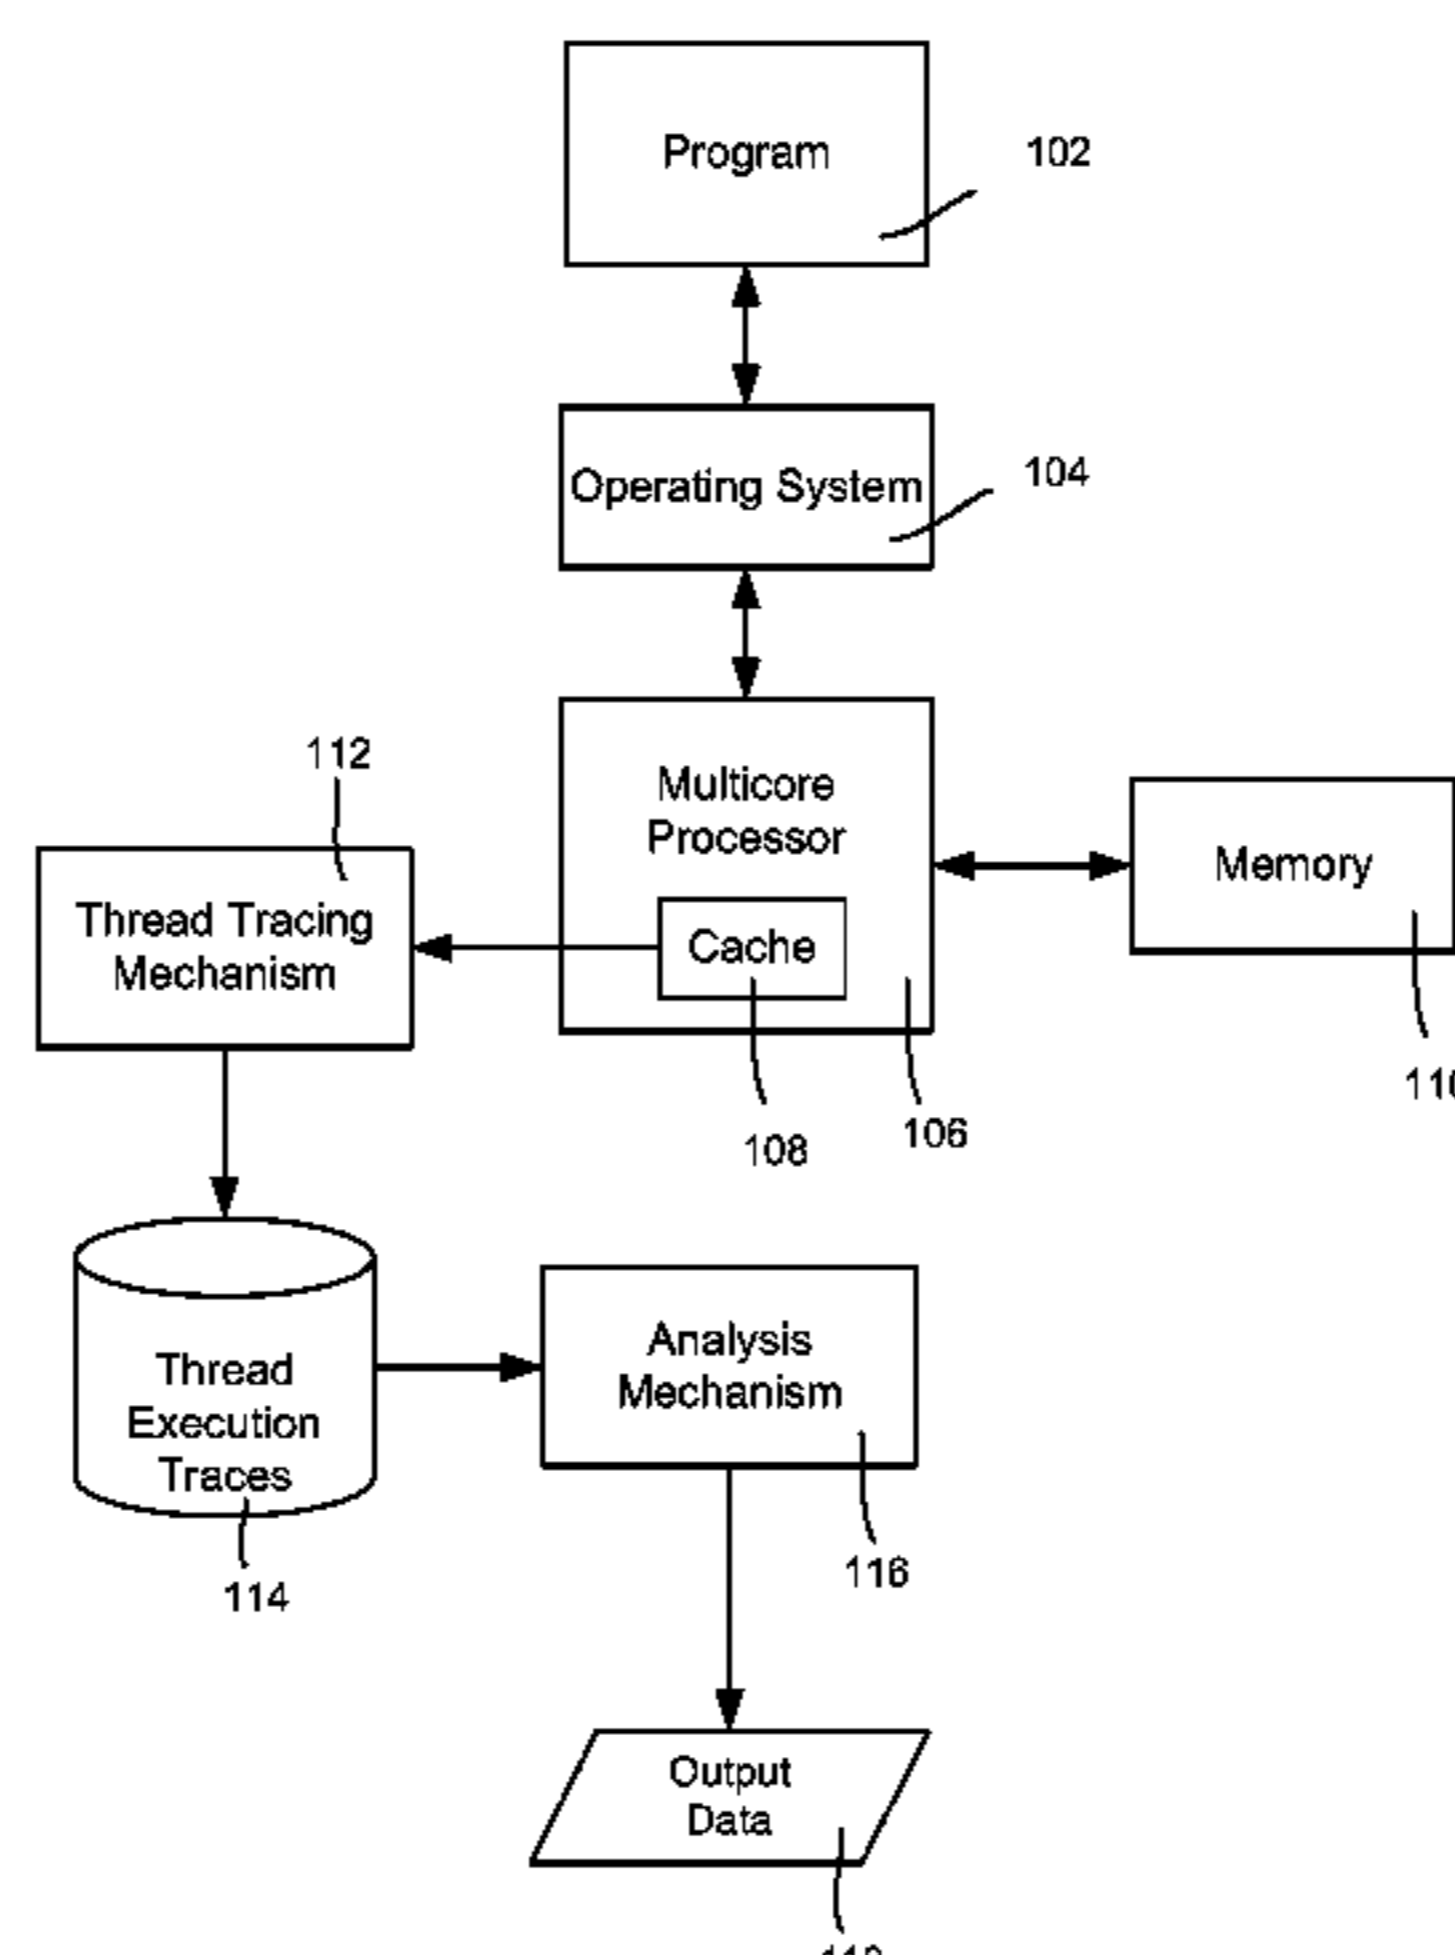 Program
102
Operating System
104
112
Multicore
Processor
Memory
Thread Tracing
Mechanism
Cache
106
108
Analysis
Mechanism
Thread
Execution
Traces
116
114
Output
Data